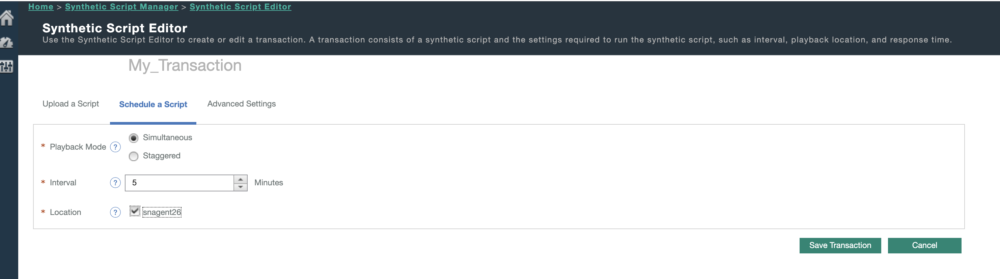 Home > Synthetic Script Manager > Synthetic Script Editor
Synthetic Script Editor
Use the Synthetic Script Editor to create or edit a transaction. A transaction consists of a synthetic script and the settings required to run the synthetic script, such as interval, playback location, and response time.
My_Transaction
Upload a Script Schedule a Script Advanced Settings
* Playback Mode ? Simultaneous
Staggered
* Interval ? 5 Minutes
* Location ? snagent26
Save Transaction Cancel